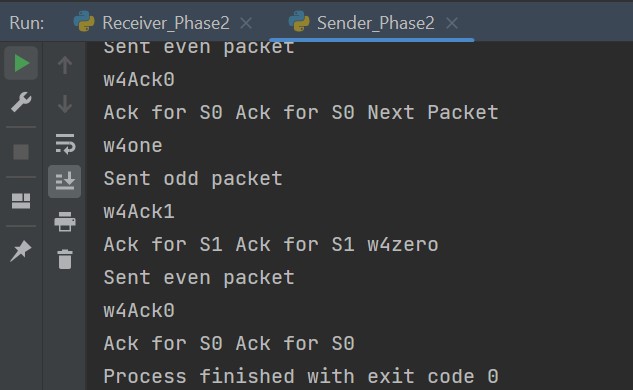 Run: Receiver_Phase2 Sender_Phase2
Sent even packet
w4Ack0
Ack for S0 Ack for S0 Next Packet
w4one
Sent odd packet
w4Ack1
Ack for S1 Ack for S1 w4zero
Sent even packet
w4Ack0
Ack for S0 Ack for S0
Process finished with exit code 0